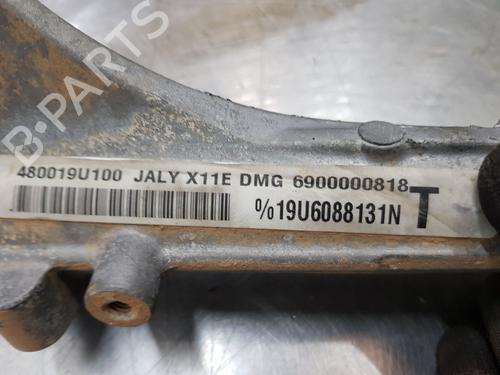 B-PARTS
480019U100 JALY X11E DMG 6900000818
%19U6088131N T